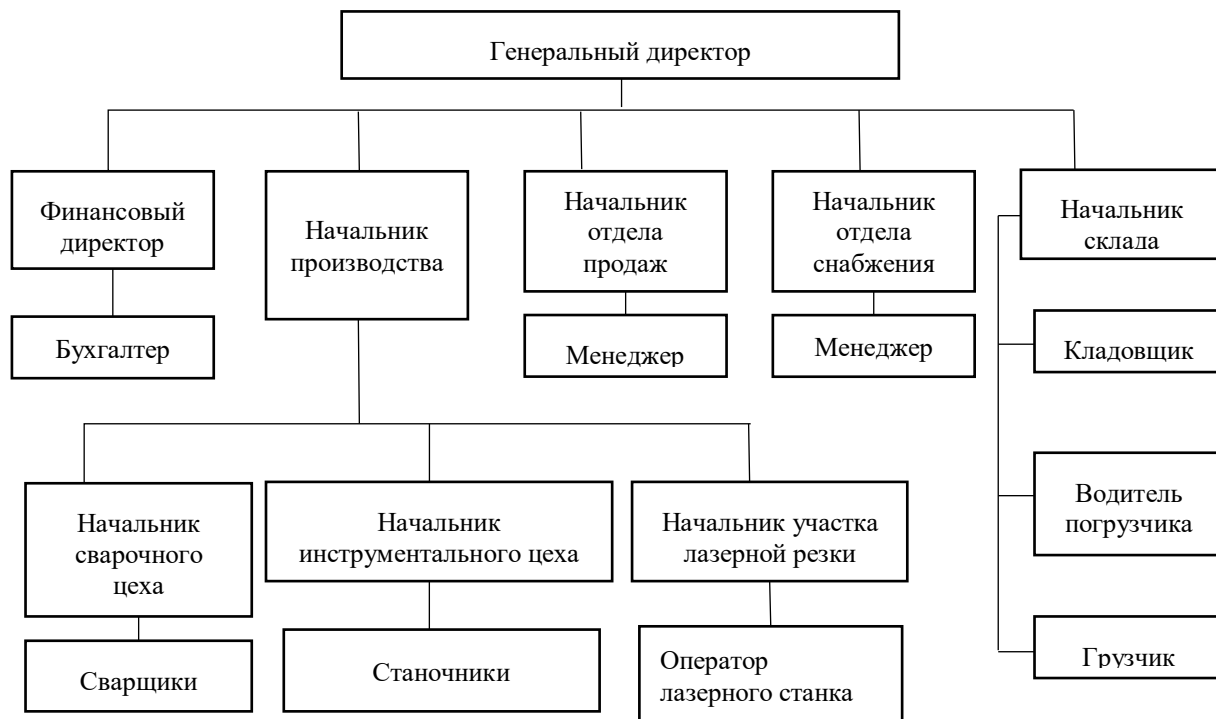 Генеральный директор
Финансовый
директор
Начальник
производства
Начальник
отдела
продаж
Начальник
отдела
снабжения
Начальник
склада
Бухгалтер
Менеджер
Менеджер
Кладовщик
Начальник
сварочного
цеха
Начальник
инструментального цеха
Начальник участка
лазерной резки
Водитель
погрузчика
Сварщики
Станочники
Оператор
лазерного станка
Грузчик